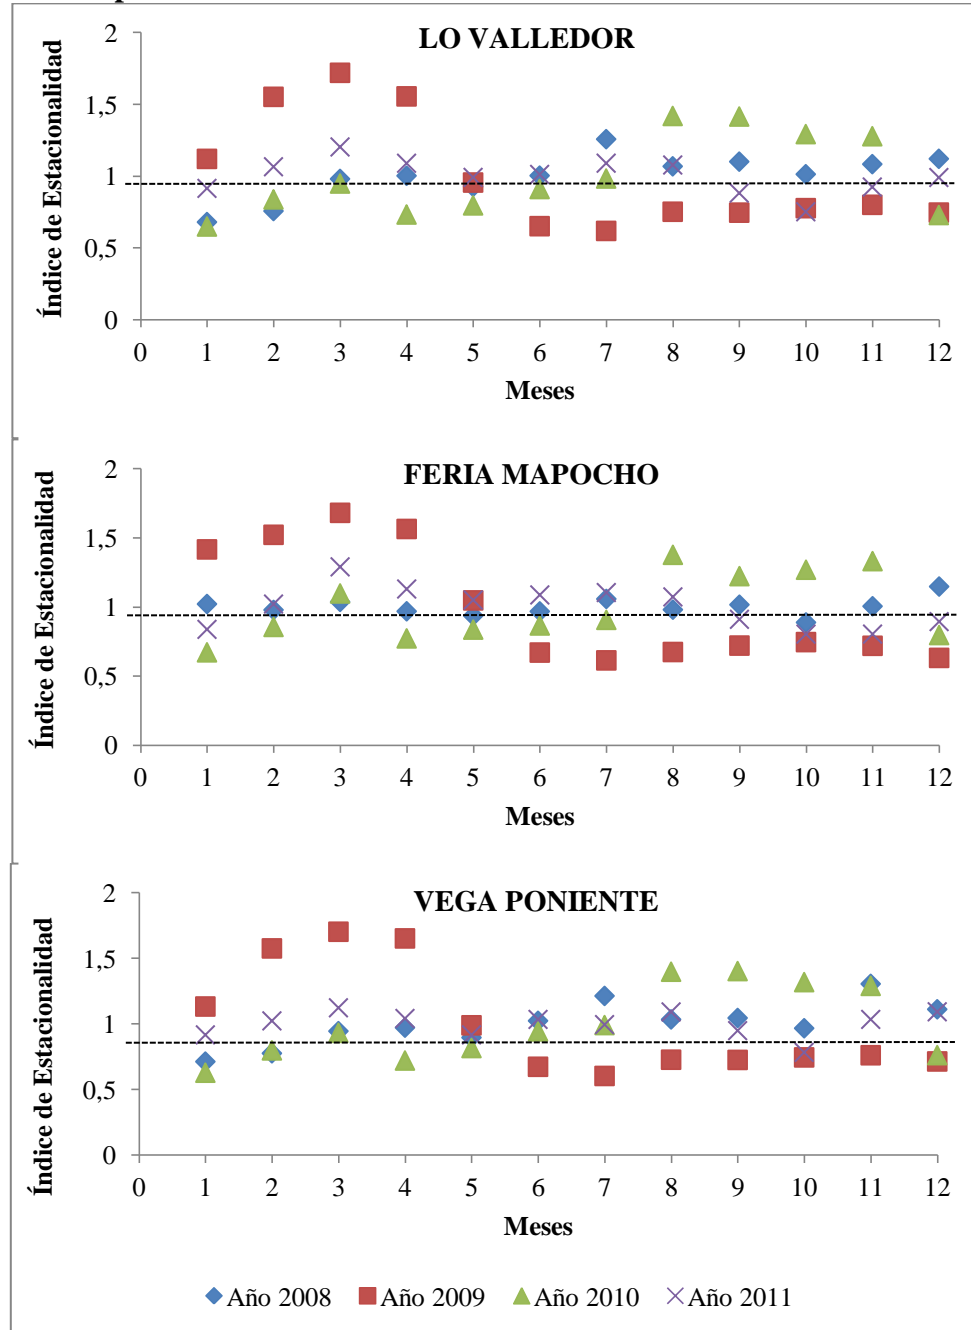 LO VALLEDOR
Índice de Estacionalidad
2
1,5
1
0,5
0
0 1 2 3 4 5 6 7 8 9 10 11 12
Meses
FERIA MAPOCHO
Índice de Estacionalidad
2
1,5
1
0,5
0
0 1 2 3 4 5 6 7 8 9 10 11 12
Meses
VEGA PONIENTE
Índice de Estacionalidad
2
1,5
1
0,5
0
0 1 2 3 4 5 6 7 8 9 10 11 12
Meses
Año 2008 Año 2009 Año 2010 Año 2011